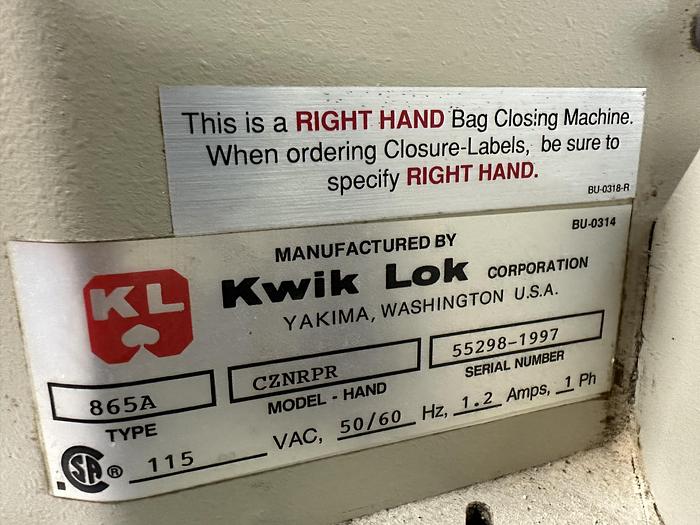 This is a RIGHT HAND Bag Closing Machine.
When ordering Closure-Labels, be sure to
specify RIGHT HAND.
BU-0318-R
BU-0314
MANUFACTURED BY
KL
Kwik Lok CORPORATION
YAKIMA, WASHINGTON U.S.A.
865A
CZNRPR
55298-1997
TYPE
MODEL - HAND
SERIAL NUMBER
SA ® 115 VAC, 50/60 Hz, 1.2 Amps, 1 Ph